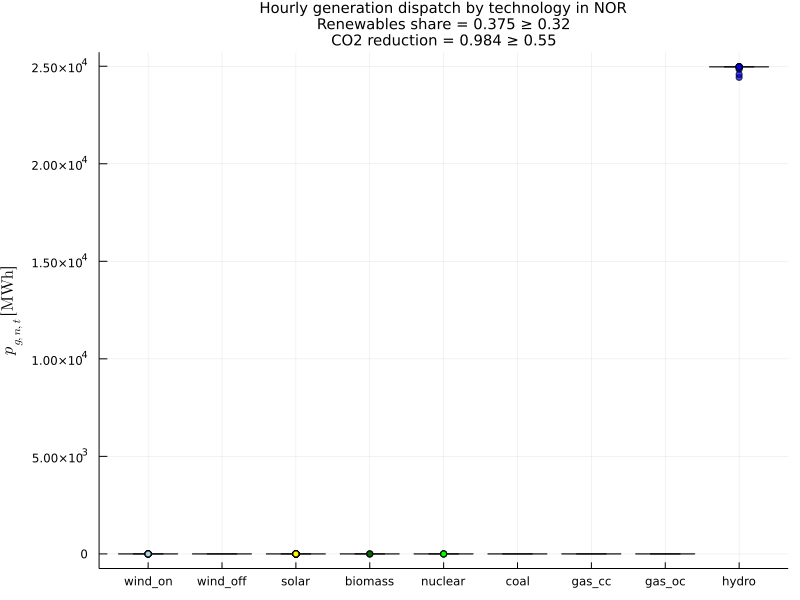 Hourly generation dispatch by technology in NOR
Renewables share = 0.375 ≥ 0.32
CO2 reduction = 0.984 ≥ 0.55
2.50×10⁴
2.00×10⁴
1.50×10⁴
1.00×10⁴
5.00×10³
0
p_{g,n,t} [MWh]
wind_on wind_off solar biomass nuclear coal gas_cc gas_oc hydro